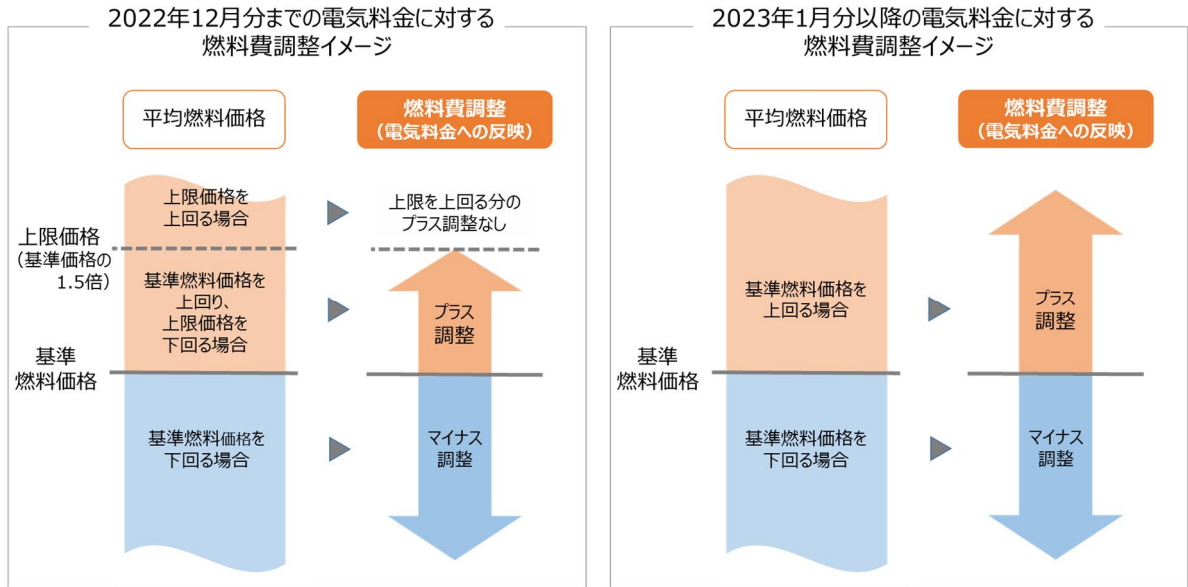 2022年12月分までの電気料金に対する
燃料費調整イメージ
平均燃料価格
燃料費調整
（電気料金への反映）
上限価格を
上回る場合
上限を上回る分の
プラス調整なし
上限価格
（基準価格の
1.5倍）
基準燃料価格を
上回り、
上限価格を
下回る場合
プラス
調整
基準
燃料価格
基準燃料価格を
下回る場合
マイナス
調整
2023年1月分以降の電気料金に対する
燃料費調整イメージ
平均燃料価格
燃料費調整
（電気料金への反映）
基準燃料価格を
上回る場合
プラス
調整
基準
燃料価格
基準燃料価格を
下回る場合
マイナス
調整